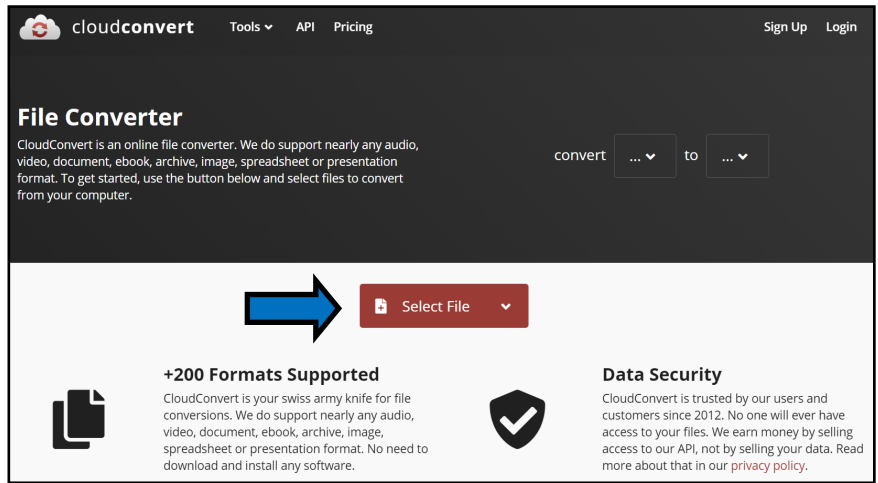 cloudconvert Tools API Pricing Sign Up Login
File Converter
CloudConvert is an online file converter. We do support nearly any audio,
video, document, ebook, archive, image, spreadsheet or presentation
format. To get started, use the button below and select files to convert
from your computer.
convert ... to ...
Select File
+200 Formats Supported
CloudConvert is your swiss army knife for file
conversions. We do support nearly any audio,
video, document, ebook, archive, image,
spreadsheet or presentation format. No need to
download and install any software.
Data Security
CloudConvert is trusted by our users and
customers since 2012. No one will ever have
access to your files. We earn money by selling
access to our API, not by selling your data. Read
more about that in our privacy policy.